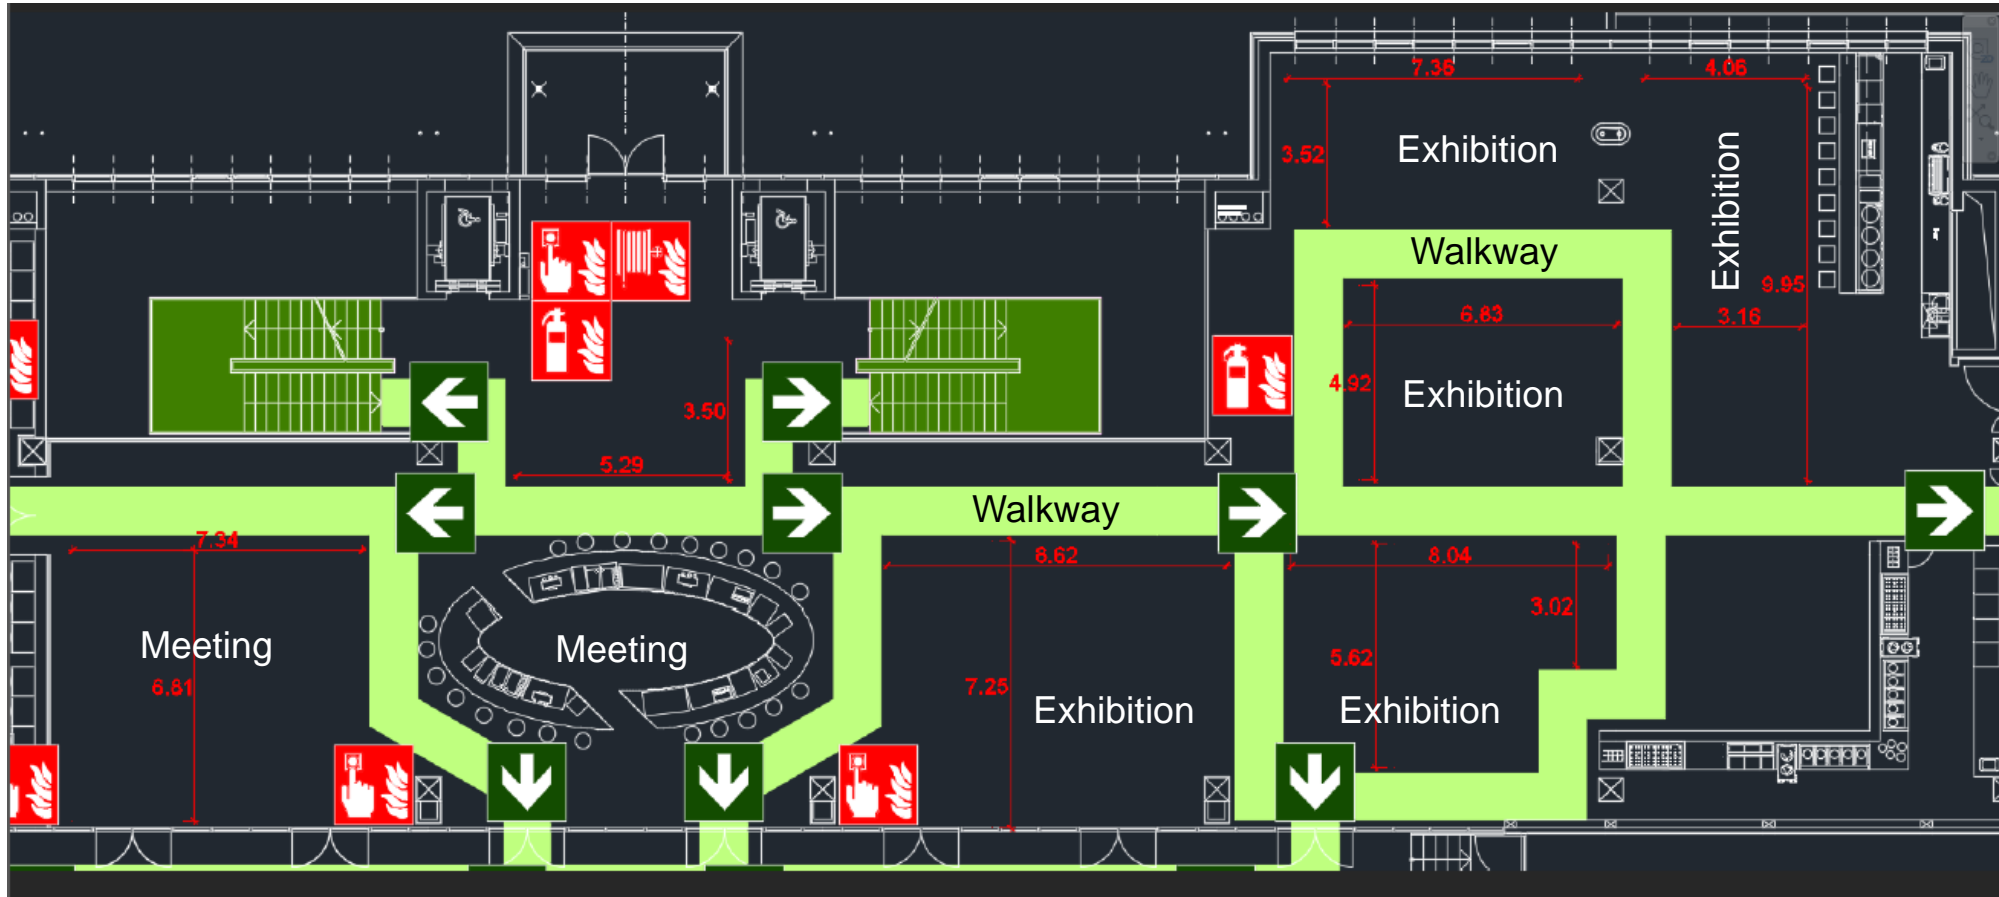 7.35
4.06
Exhibition
3.52
Exhibition
Walkway
9.95
6.83
3.16
4.92
Exhibition
3.50
5.29
Walkway
7.34
8.62
8.04
3.02
Meeting
Meeting
5.62
6.81
7.25
Exhibition
Exhibition